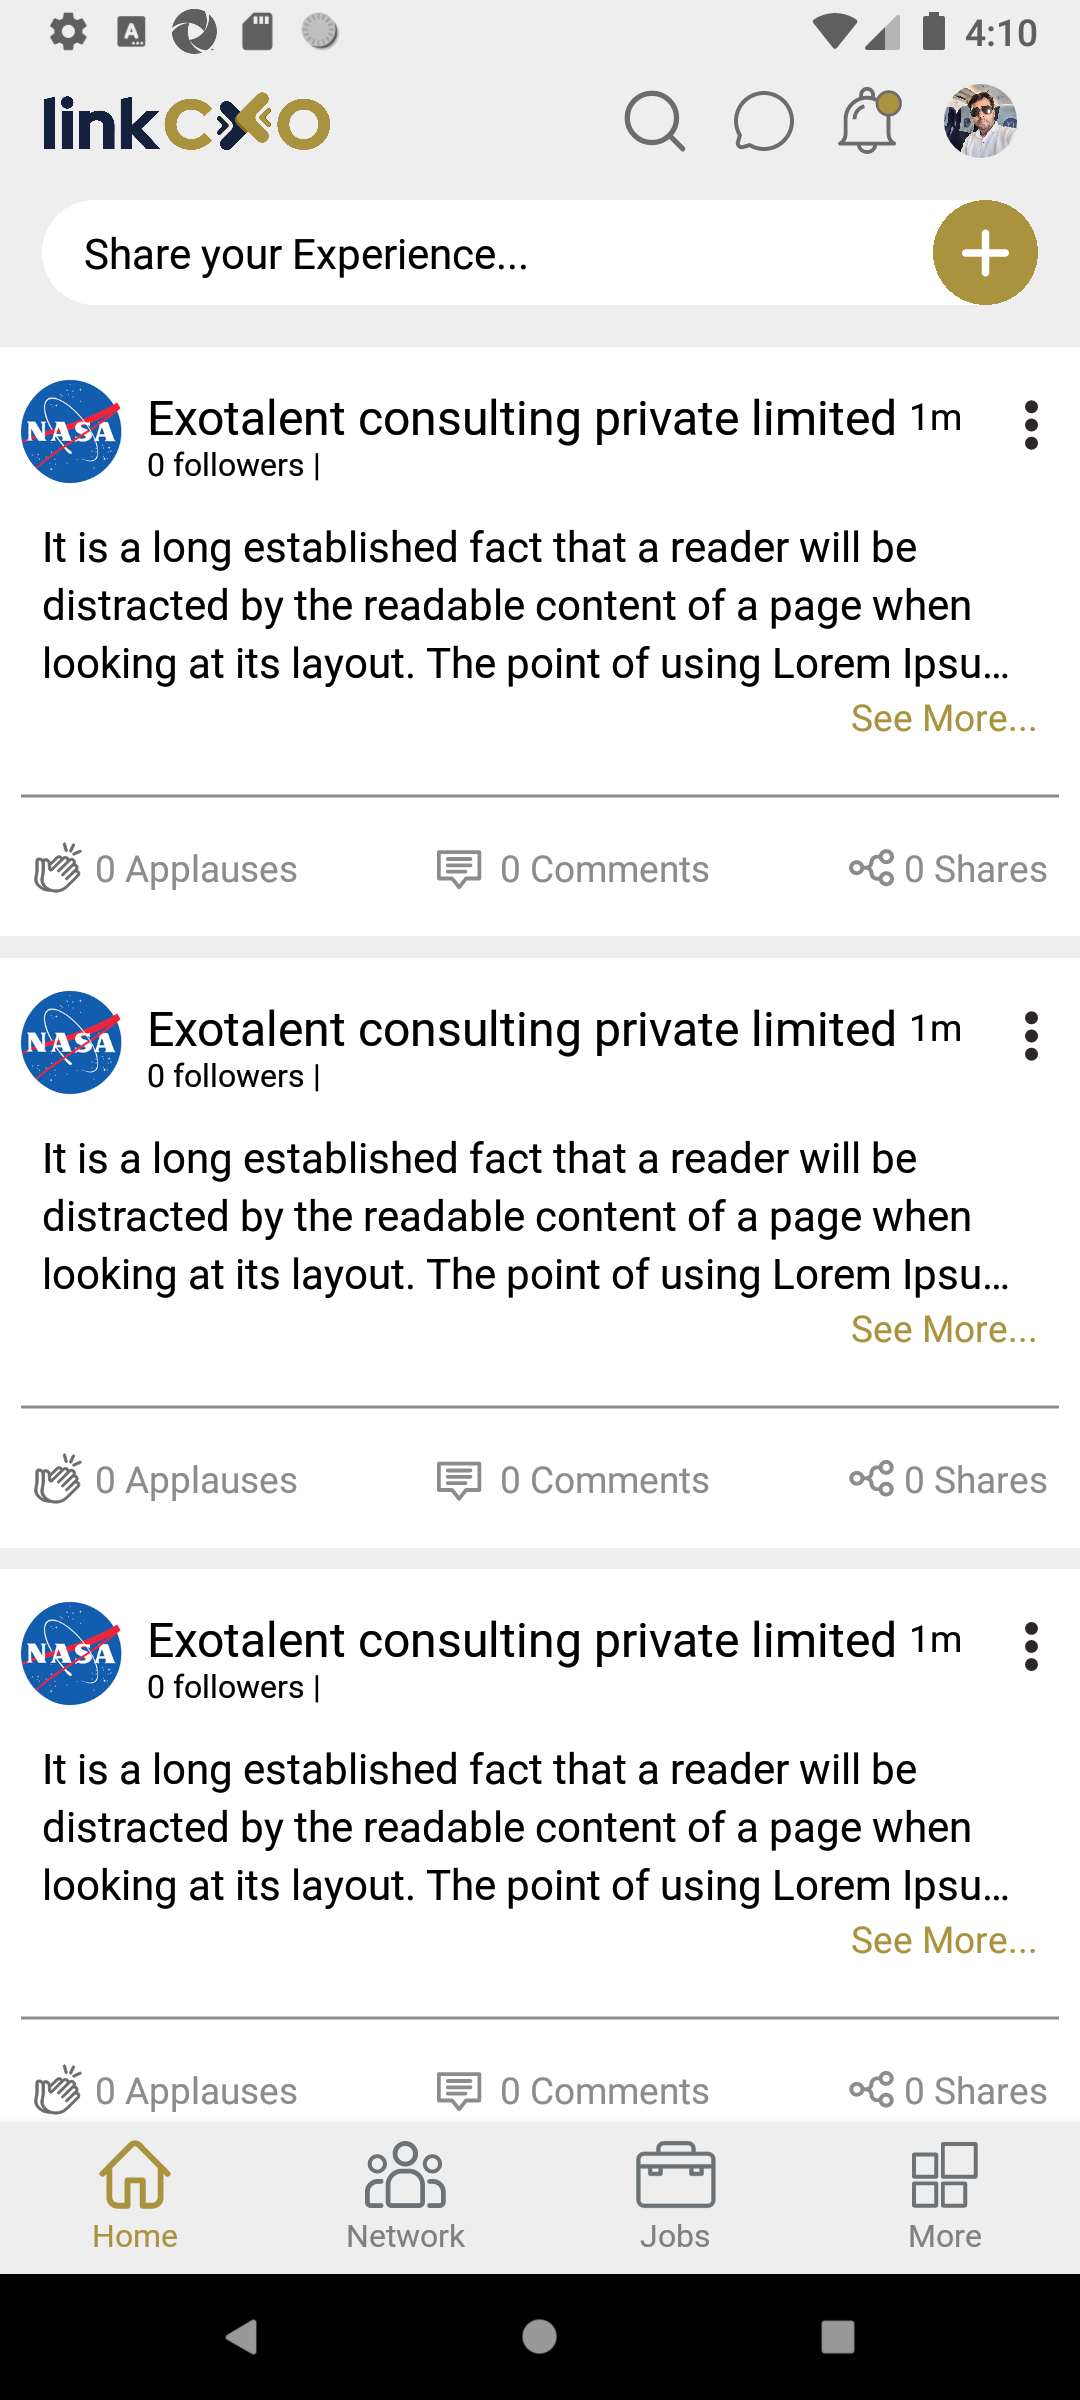 4:10
linkCXO
Share your Experience...
NASA
Exotalent consulting private limited 1m
0 followers |
It is a long established fact that a reader will be
distracted by the readable content of a page when
looking at its layout. The point of using Lorem Ipsu...
See More...
0 Applauses 0 Comments 0 Shares
NASA
Exotalent consulting private limited 1m
0 followers |
It is a long established fact that a reader will be
distracted by the readable content of a page when
looking at its layout. The point of using Lorem Ipsu...
See More...
0 Applauses 0 Comments 0 Shares
NASA
Exotalent consulting private limited 1m
0 followers |
It is a long established fact that a reader will be
distracted by the readable content of a page when
looking at its layout. The point of using Lorem Ipsu...
See More...
0 Applauses 0 Comments 0 Shares
Home Network Jobs More